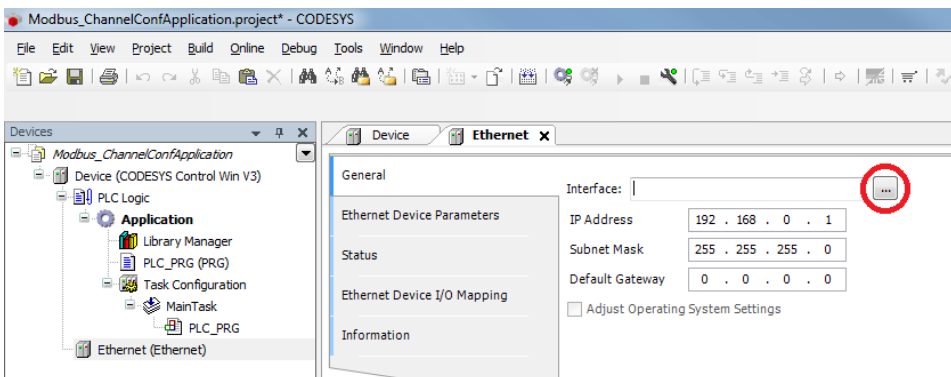 Modbus_ChannelConfApplication.project* - CODESYS
File Edit View Project Build Online Debug Tools Window Help
Devices
Modbus_ChannelConfApplication
Device (CODESYS Control Win V3)
PLC Logic
Application
Library Manager
PLC_PRG (PRG)
Task Configuration
MainTask
PLC_PRG
Ethernet (Ethernet)
Device
Ethernet
General
Ethernet Device Parameters
Status
Ethernet Device I/O Mapping
Information
Interface: ...
IP Address 192 . 168 . 0 . 1
Subnet Mask 255 . 255 . 255 . 0
Default Gateway 0 . 0 . 0 . 0
Adjust Operating System Settings